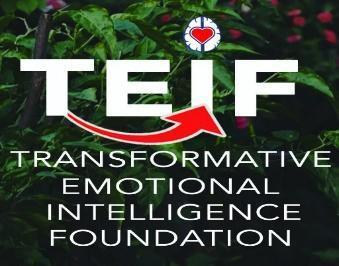 TEIF
TRANSFORMATIVE
EMOTIONAL
INTELLIGENCE
FOUNDATION